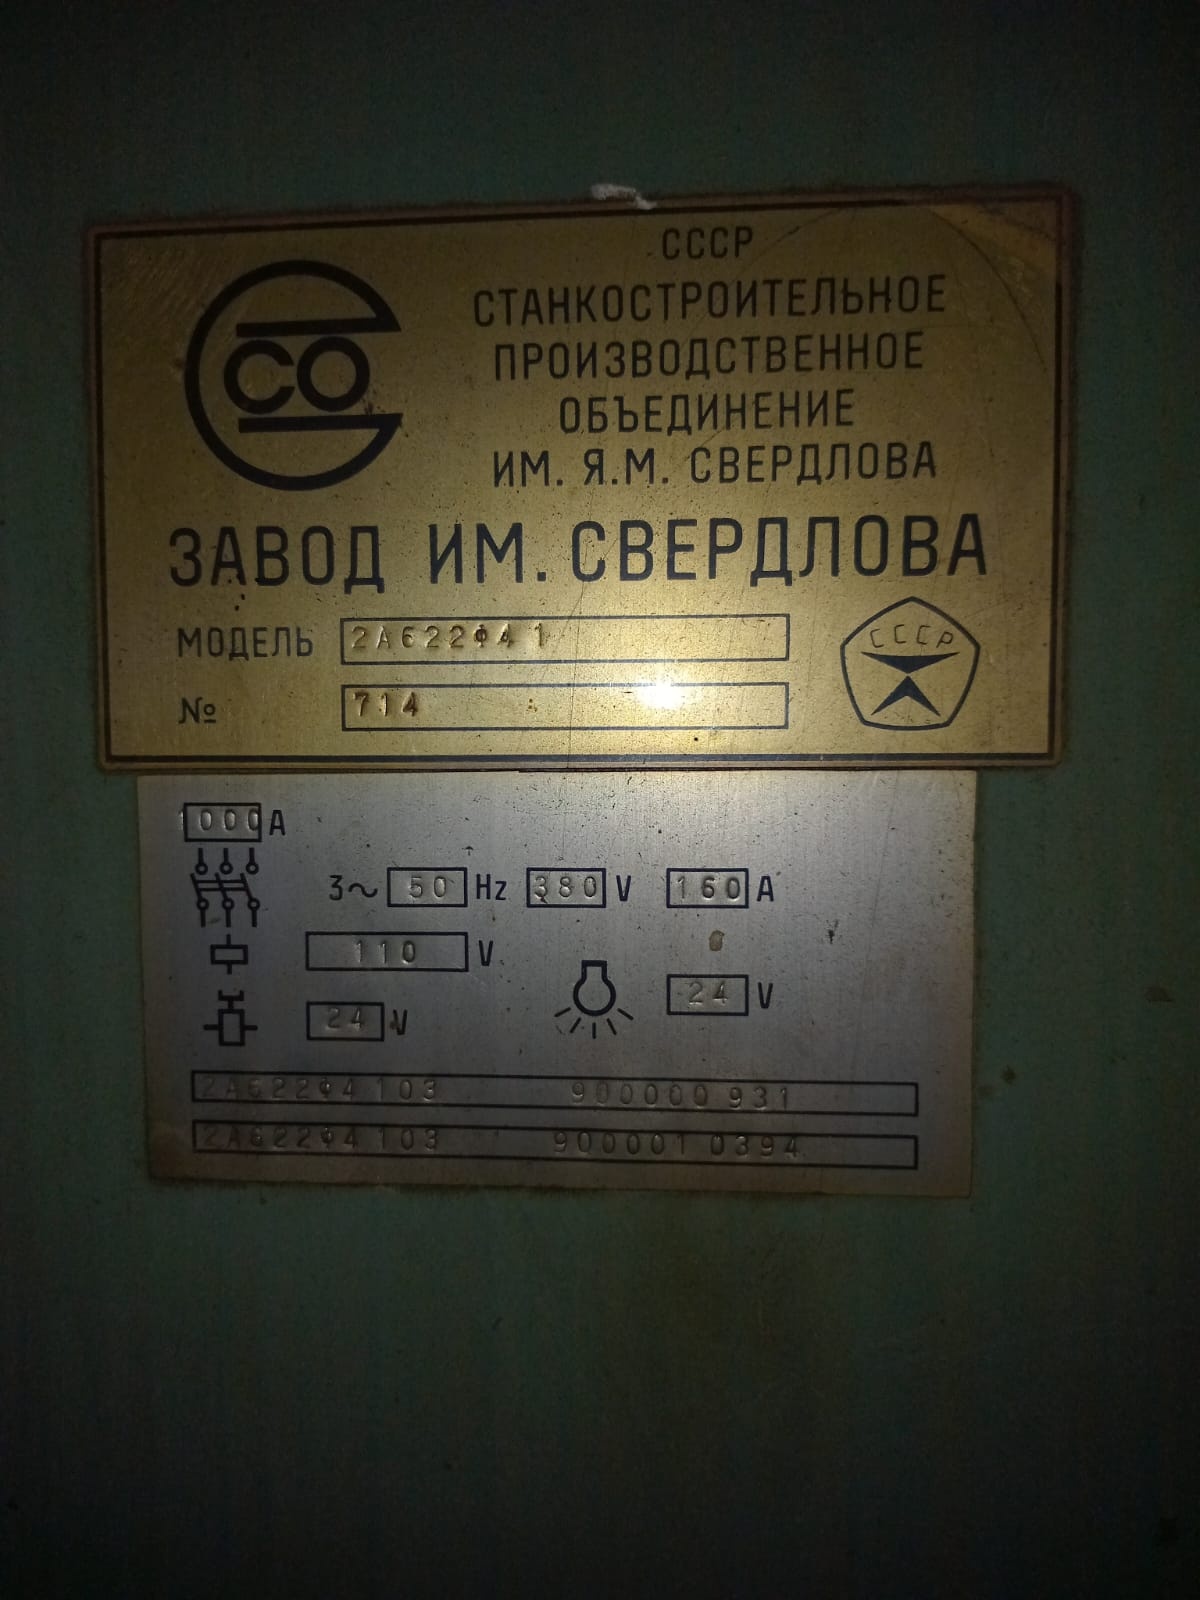 СО
СССР
СТАНКОСТРОИТЕЛЬНОЕ
ПРОИЗВОДСТВЕННОЕ
ОБЪЕДИНЕНИЕ
ИМ. Я.М. СВЕРДЛОВА
ЗАВОД ИМ. СВЕРДЛОВА
МОДЕЛЬ 2А622Ф4 1
№ 714
СССР
1000 A
3~ 50 Hz 380 V 160 A
110 V
24 V 24 V
2А622Ф4 103 900000 931
2А622Ф4 103 900001 0394